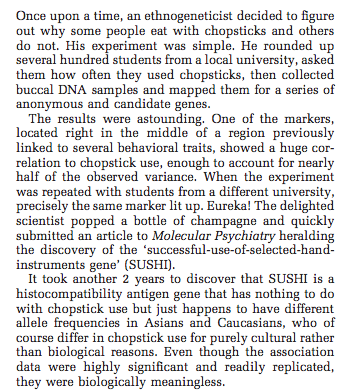 Once upon a time, an ethnogeneticist decided to figure
out why some people eat with chopsticks and others
do not. His experiment was simple. He rounded up
several hundred students from a local university, asked
them how often they used chopsticks, then collected
buccal DNA samples and mapped them for a series of
anonymous and candidate genes.
The results were astounding. One of the markers,
located right in the middle of a region previously
linked to several behavioral traits, showed a huge cor-
relation to chopstick use, enough to account for nearly
half of the observed variance. When the experiment
was repeated with students from a different university,
precisely the same marker lit up. Eureka! The delighted
scientist popped a bottle of champagne and quickly
submitted an article to Molecular Psychiatry heralding
the discovery of the ‘successful-use-of-selected-hand-
instruments gene’ (SUSHI).
It took another 2 years to discover that SUSHI is a
histocompatibility antigen gene that has nothing to do
with chopstick use but just happens to have different
allele frequencies in Asians and Caucasians, who of
course differ in chopstick use for purely cultural rather
than biological reasons. Even though the association
data were highly significant and readily replicated,
they were biologically meaningless.